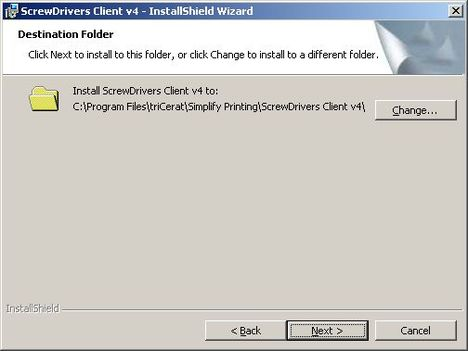 ScrewDrivers Client v4 - InstallShield Wizard
Destination Folder
Click Next to install to this folder, or click Change to install to a different folder.
Install ScrewDrivers Client v4 to:
C:\Program Files\triCerat\Simplify Printing\ScrewDrivers Client v4\
Change...
InstallShield
< Back
Next >
Cancel